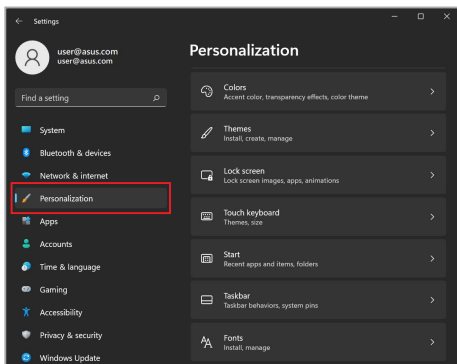 Settings
user@asus.com
user@asus.com
Find a setting
System
Bluetooth & devices
Network & internet
Personalization
Apps
Accounts
Time & language
Gaming
Accessibility
Privacy & security
Windows Update
Personalization
Colors
Accent color, transparency effects, color theme
Themes
Install, create, manage
Lock screen
Lock screen images, apps, animations
Touch keyboard
Themes, size
Start
Recent apps and items, folders
Taskbar
Taskbar behaviors, system pins
Fonts
Install, manage